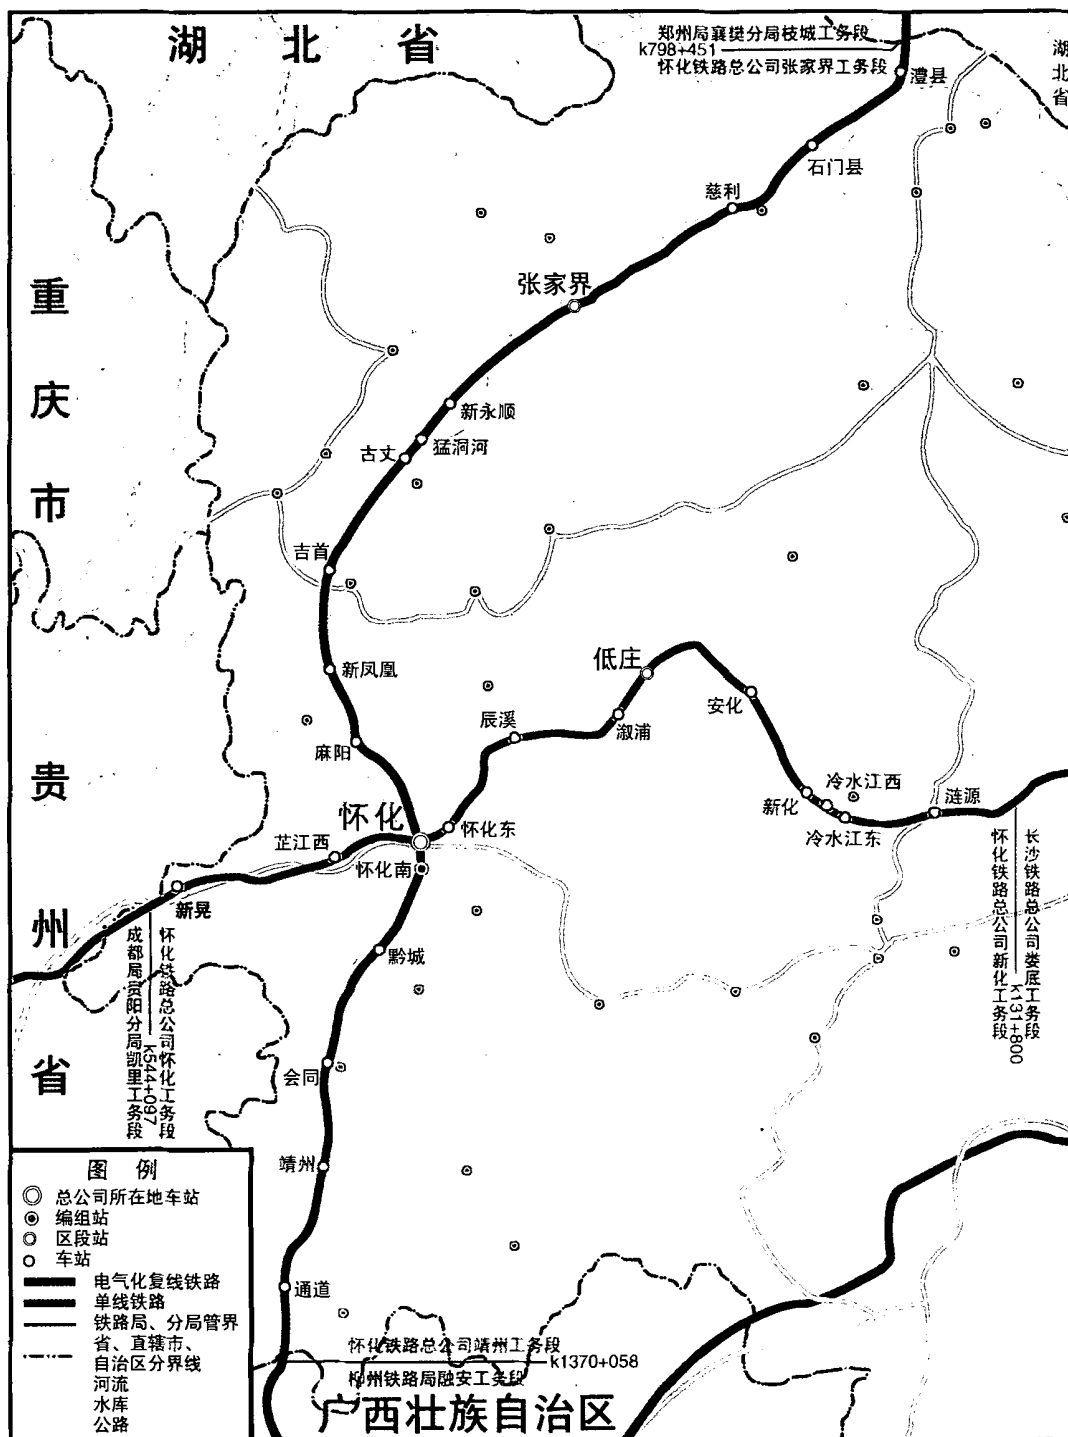 湖北省
郑州局襄樊分局枝城工务段
k798+451
怀化铁路总公司张家界工务段
湖北省
澧县
石门县
慈利
张家界
重庆市
新永顺
猛洞河
古丈
吉首
新凤凰
麻阳
低庄
溆浦
辰溪
安化
新化
冷水江西
冷水江东
涟源
怀化
怀化东
芷江西
怀化南
新晃
黔城
贵州省
成都局贵阳分局凯里工务段
k544+097
怀化铁路总公司怀化工务段
怀化铁路总公司新化工务段
k131+800
长沙铁路总公司娄底工务段
会同
靖州
通道
怀化铁路总公司靖州工务段
k1370+058
柳州铁路局融安工务段
广西壮族自治区
图 例
总公司所在地车站
编组站
区段站
车站
电气化复线铁路
单线铁路
铁路局、分局管界
省、直辖市、
自治区分界线
河流
水库
公路